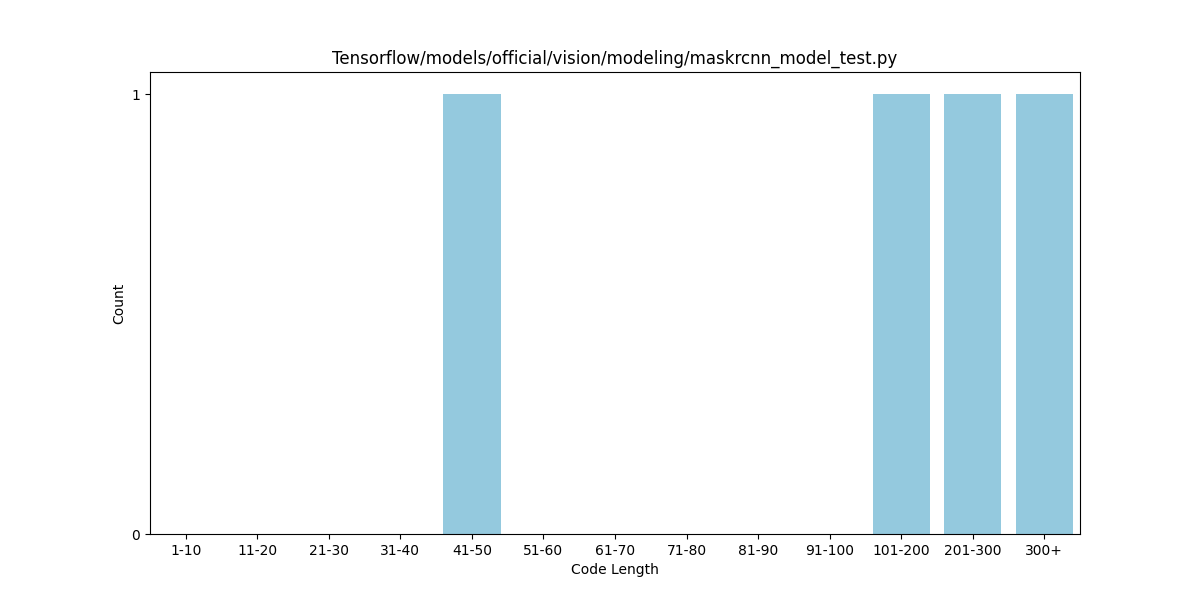 Tensorflow/models/official/vision/modeling/maskrcnn_model_test.py
1
Count
0
1-10 11-20 21-30 31-40 41-50 51-60 61-70 71-80 81-90 91-100 101-200 201-300 300+
Code Length